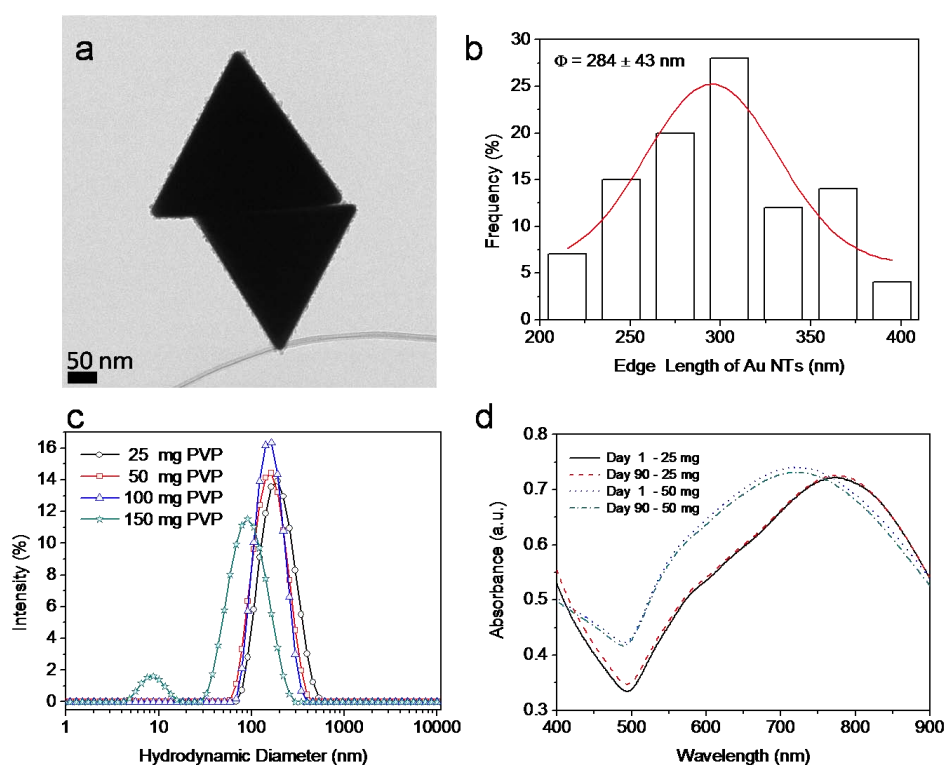 a
50 nm
b
Φ = 284 ± 43 nm
30
25
20
15
10
5
0
Frequency (%)
200 250 300 350 400
Edge Length of Au NTs (nm)
c
25 mg PVP
50 mg PVP
100 mg PVP
150 mg PVP
16
14
12
10
8
6
4
2
0
Intensity (%)
1 10 100 1000 10000
Hydrodynamic Diameter (nm)
d
Day 1 - 25 mg
Day 90 - 25 mg
Day 1 - 50 mg
Day 90 - 50 mg
0.8
0.7
0.6
0.5
0.4
0.3
Absorbance (a.u.)
400 500 600 700 800 900
Wavelength (nm)